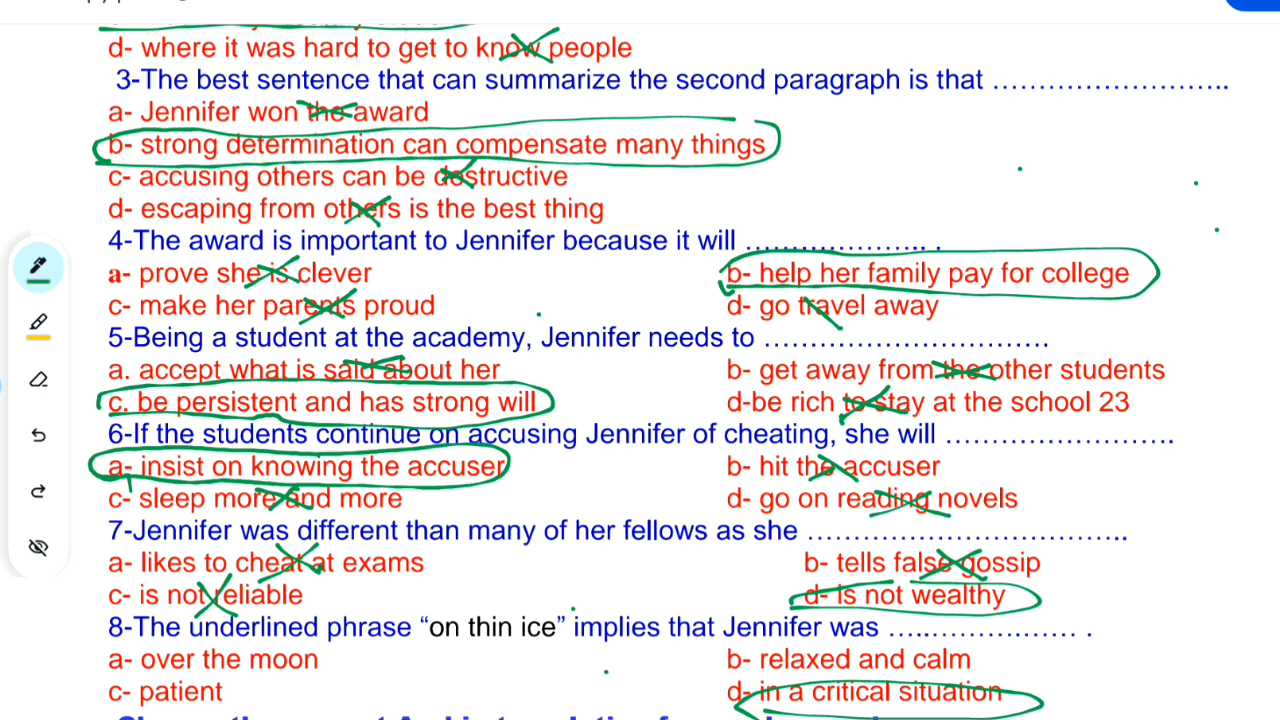 d- where it was hard to get to know people
3-The best sentence that can summarize the second paragraph is that ……………………..
a- Jennifer won the award
b- strong determination can compensate many things
c- accusing others can be destructive
d- escaping from others is the best thing
4-The award is important to Jennifer because it will ……………….. .
a- prove she is clever b- help her family pay for college
c- make her parents proud d- go travel away
5-Being a student at the academy, Jennifer needs to ………………………….
a. accept what is said about her b- get away from the other students
c. be persistent and has strong will d-be rich to stay at the school 23
6-If the students continue on accusing Jennifer of cheating, she will …………………….
a- insist on knowing the accuser b- hit the accuser
c- sleep more and more d- go on reading novels
7-Jennifer was different than many of her fellows as she ……………………………..
a- likes to cheat at exams b- tells false gossip
c- is not reliable d- is not wealthy
8-The underlined phrase “on thin ice” implies that Jennifer was …..…………….… .
a- over the moon b- relaxed and calm
c- patient d- in a critical situation